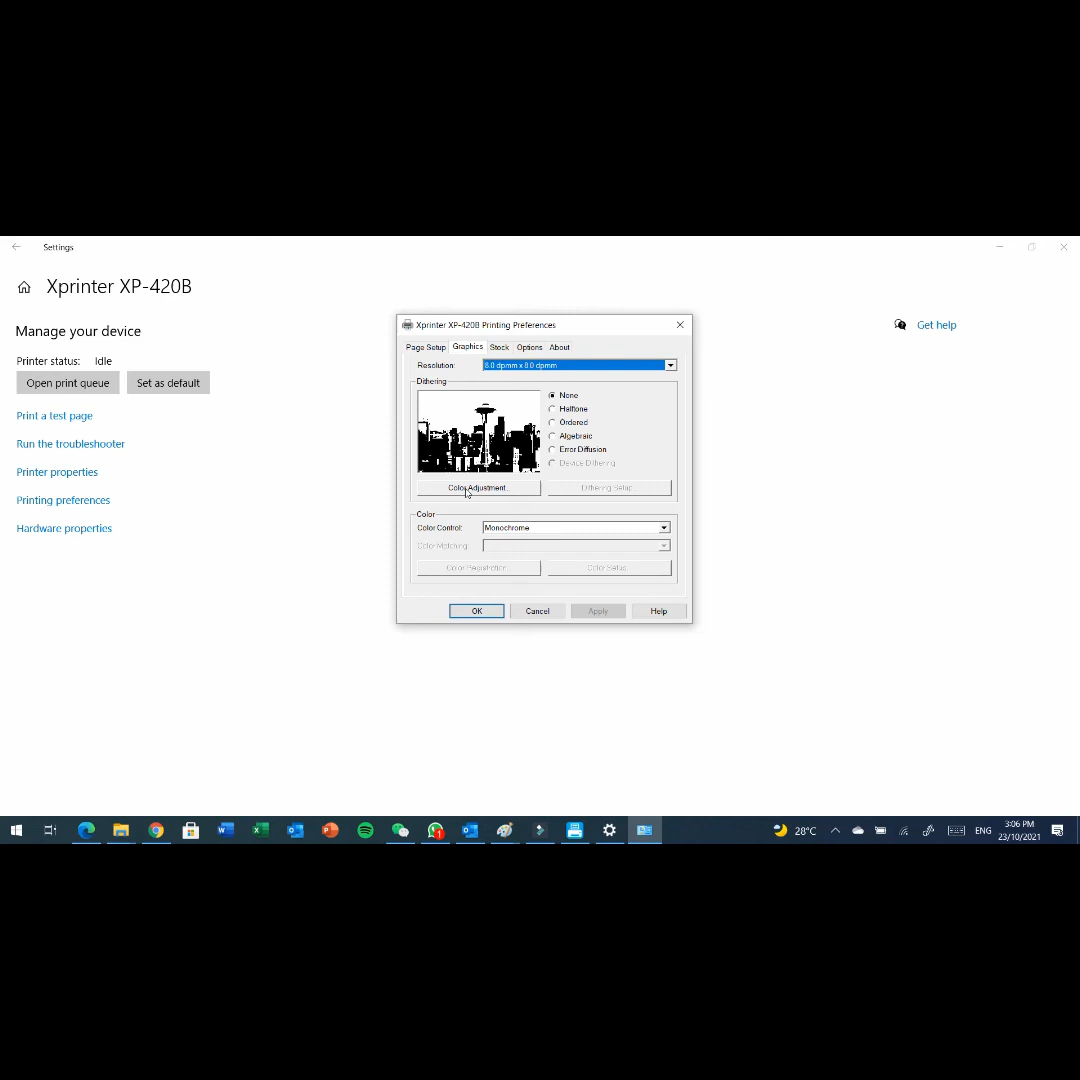 Settings
Xprinter XP-420B
Manage your device
Printer status: Idle
Open print queue
Set as default
Print a test page
Run the troubleshooter
Printer properties
Printing preferences
Hardware properties
Get help
Xprinter XP-420B Printing Preferences
Page Setup Graphics Stock Options About
Resolution: 8.0 dpmm x 8.0 dpmm
Dithering
None
Halftone
Ordered
Algebraic
Error Diffusion
Device Dithering
Color Adjustment...
Dithering Setup...
Color
Color Control: Monochrome
Color Matching:
Color Registration...
Color Setup...
OK Cancel Apply Help
28°C ENG
3:06 PM
23/10/2021